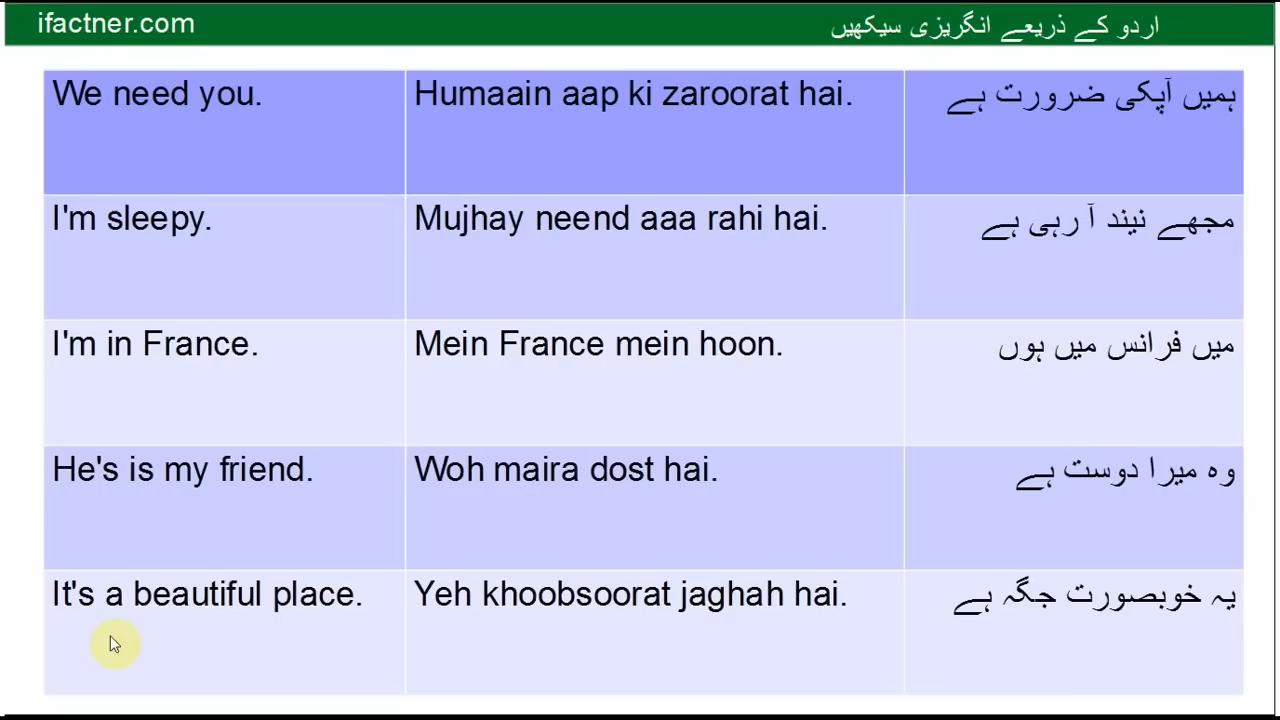 ifactner.com
اردو کے ذریعے انگریزی سیکھیں
We need you.
Humaain aap ki zaroorat hai.
ہمیں آپکی ضرورت ہے
I'm sleepy.
Mujhay neend aaa rahi hai.
مجھے نیند آ رہی ہے
I'm in France.
Mein France mein hoon.
میں فرانس میں ہوں
He's is my friend.
Woh maira dost hai.
وہ میرا دوست ہے
It's a beautiful place.
Yeh khoobsoorat jaghah hai.
یہ خوبصورت جگہ ہے